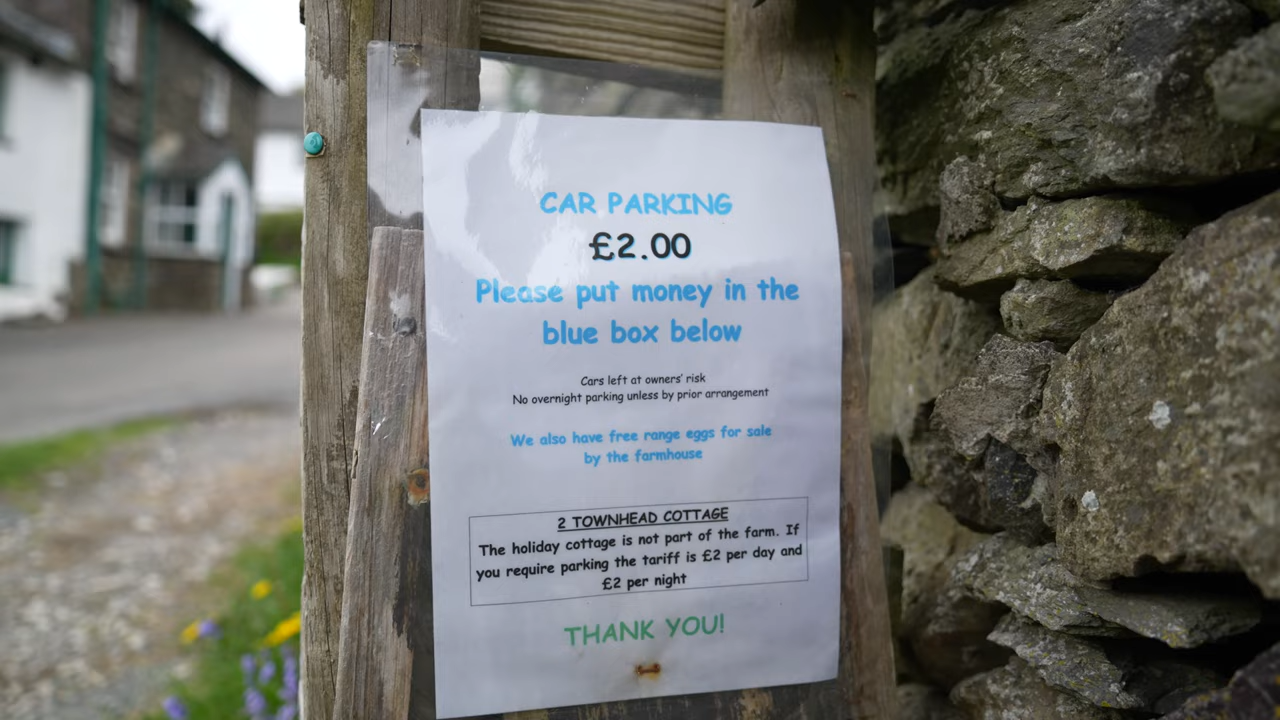 CAR PARKING
£2.00
Please put money in the
blue box below
Cars left at owners' risk
No overnight parking unless by prior arrangement
We also have free range eggs for sale
by the farmhouse
2 TOWNHEAD COTTAGE
The holiday cottage is not part of the farm. If
you require parking the tariff is £2 per day and
£2 per night
THANK YOU!